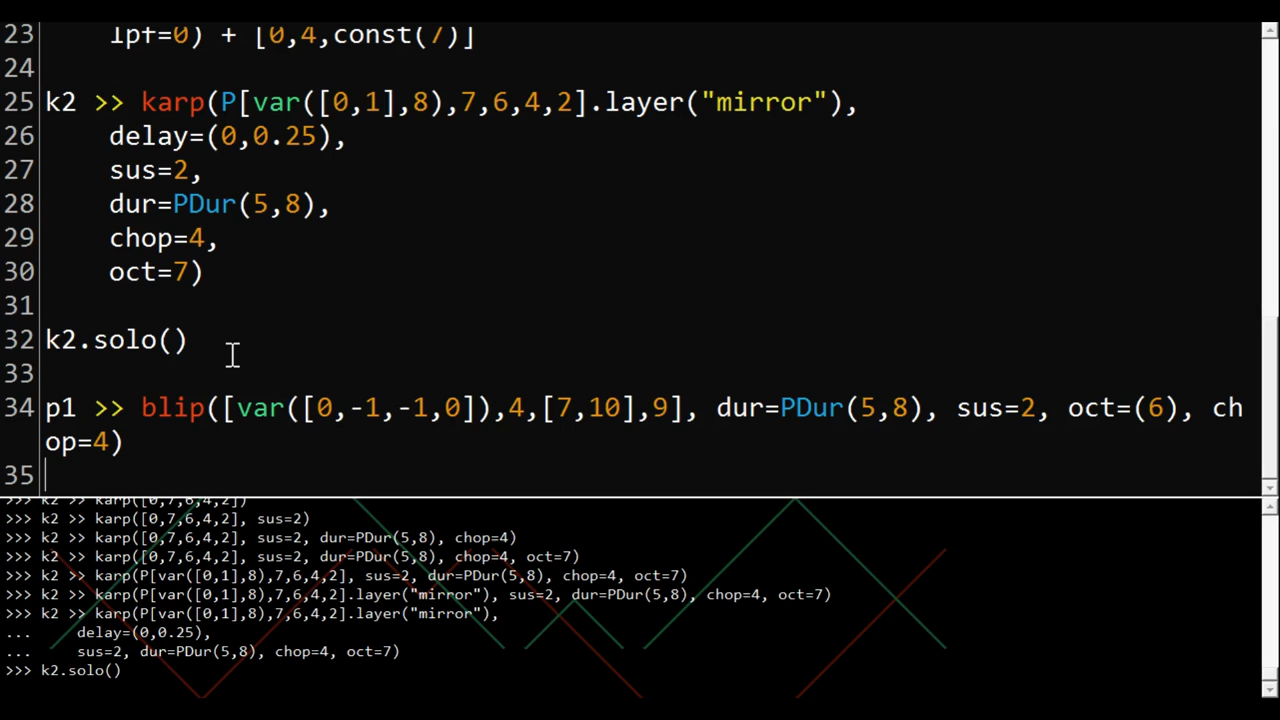 23 lpf=0) + [0,4,const(7)]
24
25 k2 >> karp(P[var([0,1],8),7,6,4,2].layer("mirror"),
26 delay=(0,0.25),
27 sus=2,
28 dur=PDur(5,8),
29 chop=4,
30 oct=7)
31
32 k2.solo()
33
34 p1 >> blip([var([0,-1,-1,0]),4,[7,10],9], dur=PDur(5,8), sus=2, oct=(6), ch
op=4)
35
>>> k2 >> karp([0,7,6,4,2])
>>> k2 >> karp([0,7,6,4,2], sus=2)
>>> k2 >> karp([0,7,6,4,2], sus=2, dur=PDur(5,8), chop=4)
>>> k2 >> karp([0,7,6,4,2], sus=2, dur=PDur(5,8), chop=4, oct=7)
>>> k2 >> karp(P[var([0,1],8),7,6,4,2], sus=2, dur=PDur(5,8), chop=4, oct=7)
>>> k2 >> karp(P[var([0,1],8),7,6,4,2].layer("mirror"), sus=2, dur=PDur(5,8), chop=4, oct=7)
>>> k2 >> karp(P[var([0,1],8),7,6,4,2].layer("mirror"),
... delay=(0,0.25),
... sus=2, dur=PDur(5,8), chop=4, oct=7)
>>> k2.solo()